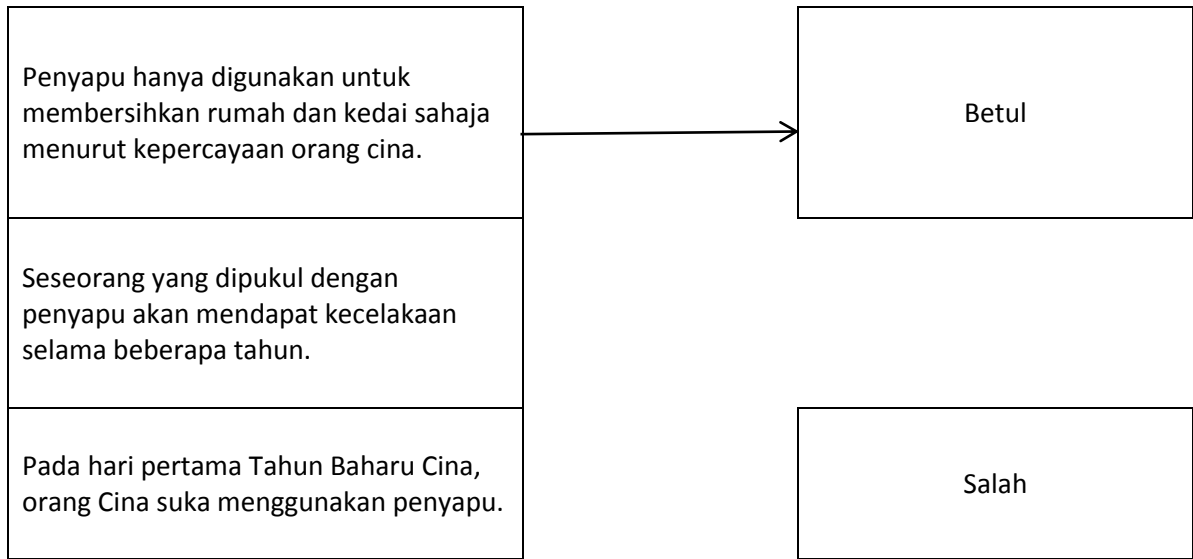 Penyapu hanya digunakan untuk
membersihkan rumah dan kedai sahaja
menurut kepercayaan orang cina.
Betul
Seseorang yang dipukul dengan
penyapu akan mendapat kecelakaan
selama beberapa tahun.
Pada hari pertama Tahun Baharu Cina,
orang Cina suka menggunakan penyapu.
Salah